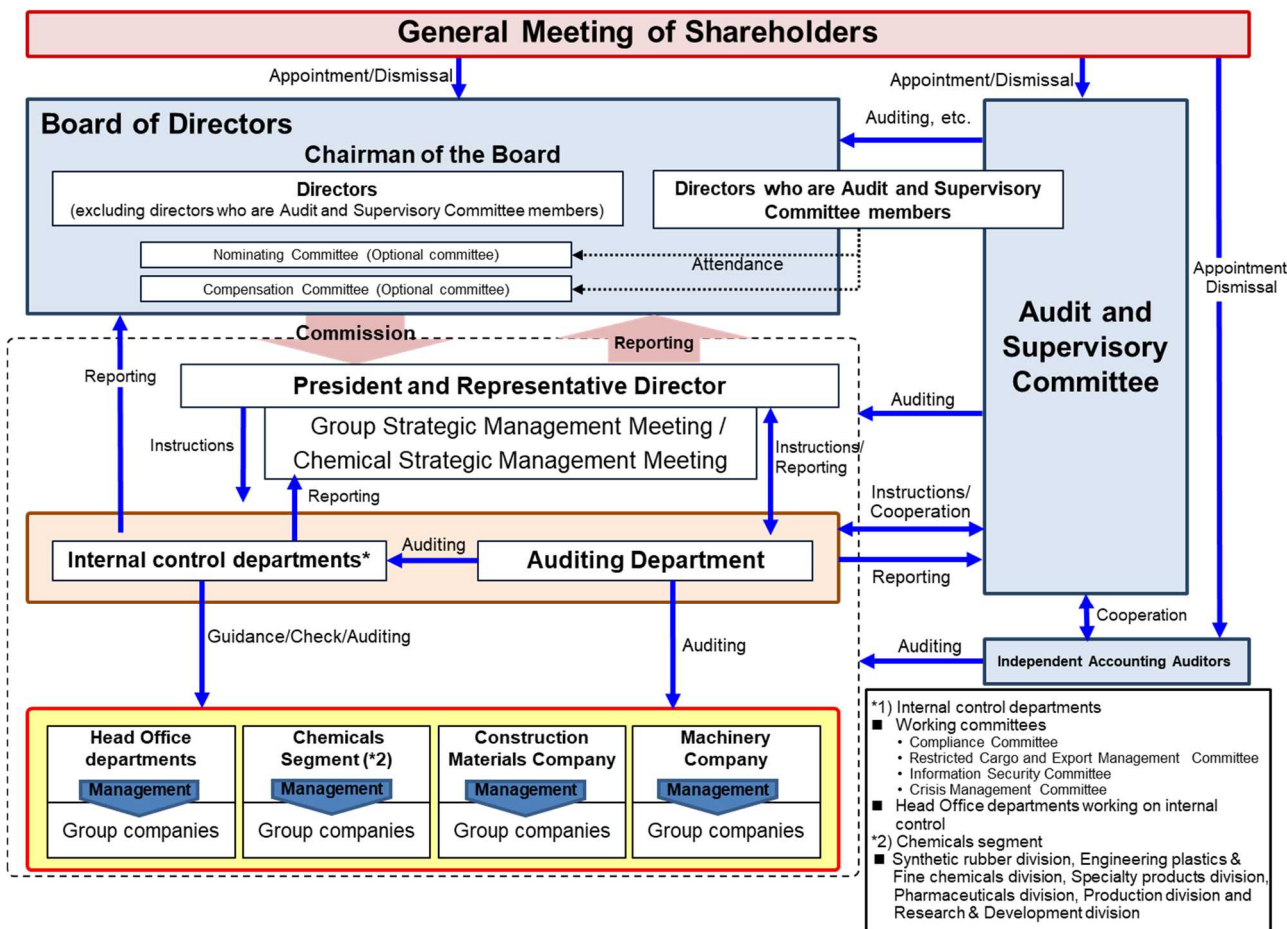 General Meeting of Shareholders
Appointment/Dismissal
Appointment/Dismissal
Board of Directors
Chairman of the Board
Directors
(excluding directors who are Audit and Supervisory Committee members)
Directors who are Audit and Supervisory
Committee members
Auditing, etc.
Nominating Committee (Optional committee)
Attendance
Compensation Committee (Optional committee)
Appointment
Dismissal
Audit and
Supervisory
Committee
Commission
Reporting
Reporting
President and Representative Director
Auditing
Group Strategic Management Meeting /
Chemical Strategic Management Meeting
Instructions
Instructions/
Reporting
Reporting
Instructions/
Cooperation
Internal control departments*
Auditing
Auditing Department
Reporting
Guidance/Check/Auditing
Auditing
Cooperation
Auditing
Independent Accounting Auditors
Head Office
departments
Management
Group companies
Chemicals
Segment (*2)
Management
Group companies
Construction
Materials Company
Management
Group companies
Machinery
Company
Management
Group companies
*1) Internal control departments
■ Working committees
• Compliance Committee
• Restricted Cargo and Export Management Committee
• Information Security Committee
• Crisis Management Committee
■ Head Office departments working on internal
control
*2) Chemicals segment
■ Synthetic rubber division, Engineering plastics &
Fine chemicals division, Specialty products division,
Pharmaceuticals division, Production division and
Research & Development division